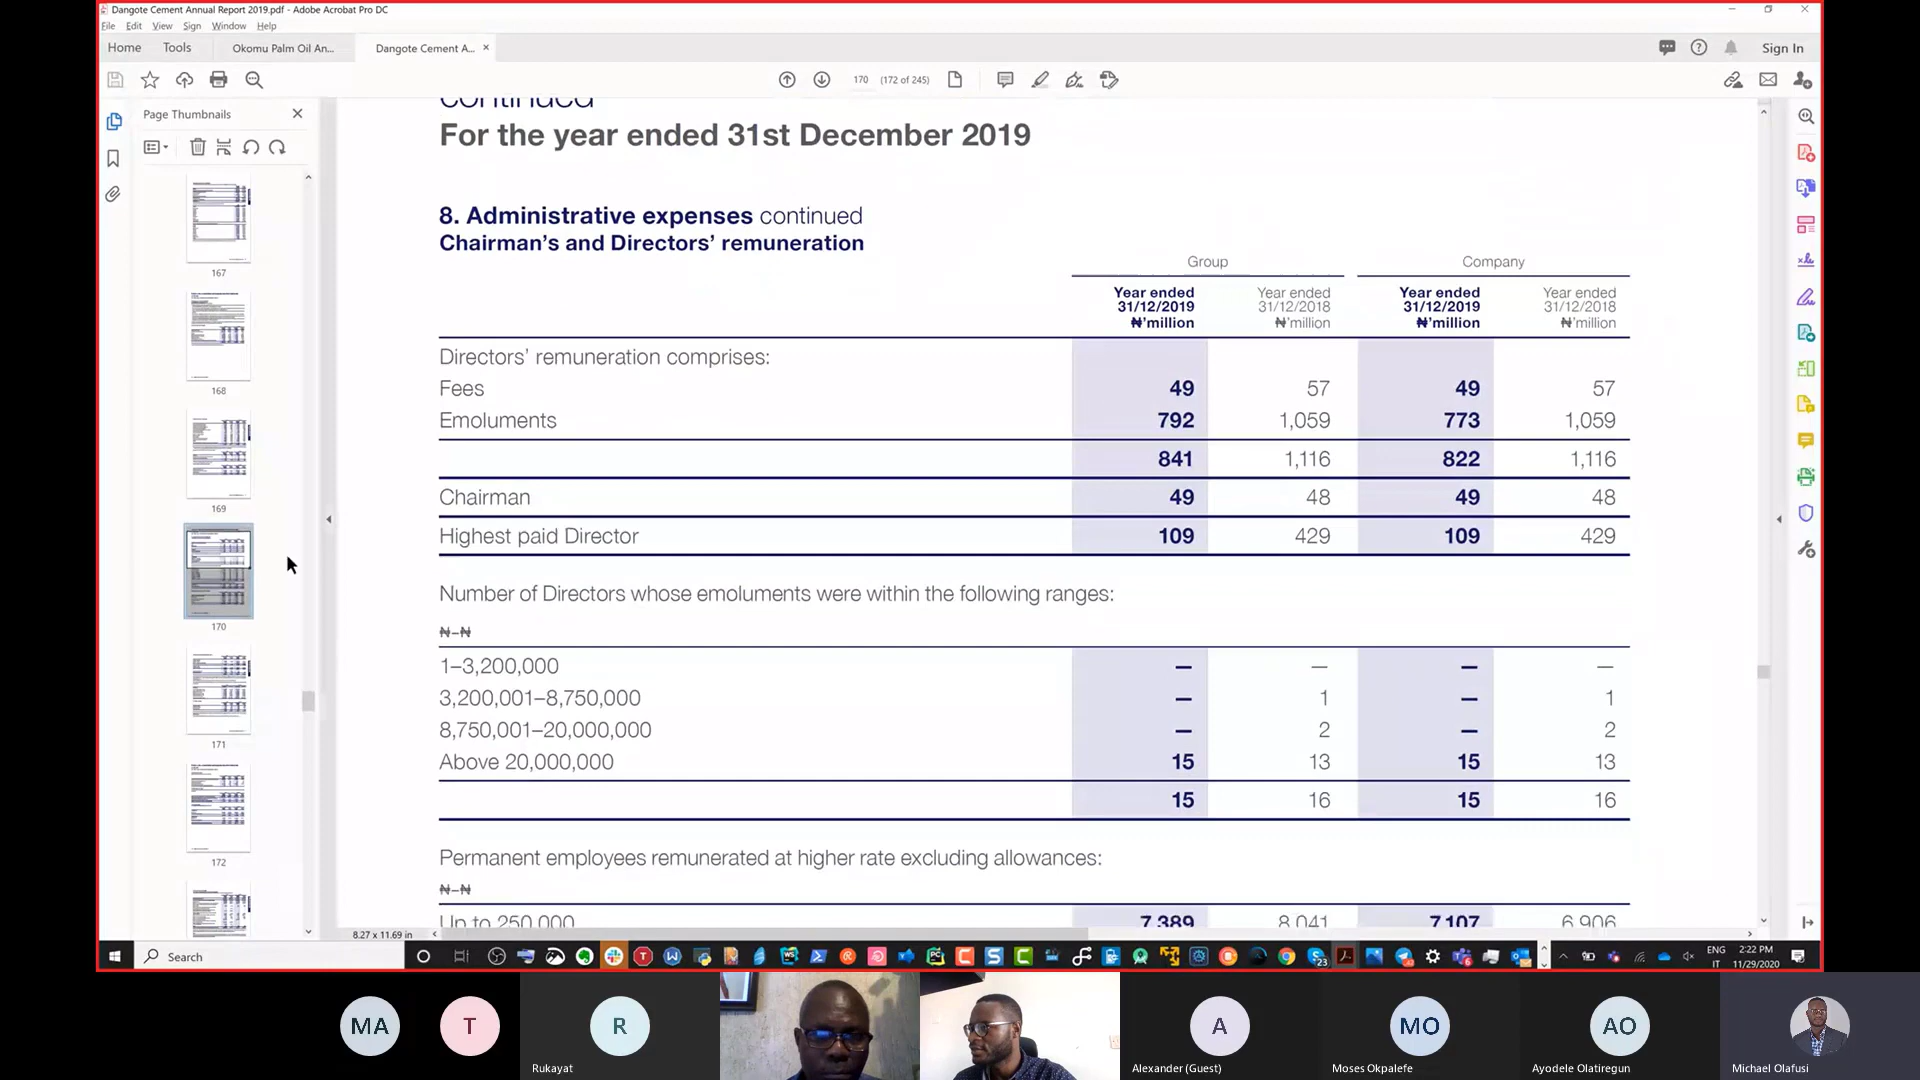 Dangote Cement Annual Report 2019.pdf - Adobe Acrobat Pro DC
File Edit View Sign Window Help
Home Tools Okomu Palm Oil An... Dangote Cement A... × Sign In
170 (172 of 245)
Page Thumbnails
167
168
169
170
171
172
continued
For the year ended 31st December 2019
8. Administrative expenses continued
Chairman's and Directors' remuneration
Group Company
Year ended 31/12/2019 ₦'million Year ended 31/12/2018 ₦'million Year ended 31/12/2019 ₦'million Year ended 31/12/2018 ₦'million
Directors' remuneration comprises:
Fees 49 57 49 57
Emoluments 792 1,059 773 1,059
841 1,116 822 1,116
Chairman 49 48 49 48
Highest paid Director 109 429 109 429
Number of Directors whose emoluments were within the following ranges:
₦–₦
1–3,200,000 — — — —
3,200,001–8,750,000 — 1 — 1
8,750,001–20,000,000 — 2 — 2
Above 20,000,000 15 13 15 13
15 16 15 16
Permanent employees remunerated at higher rate excluding allowances:
₦–₦
Up to 250,000 7,389 8,041 7,107 6,906
8.27 x 11.69 in
Search
23
ENG
IT
2:22 PM
11/29/2020
MA T R A MO AO
Rukayat Alexander (Guest) Moses Okpalefe Ayodele Olatiregun Michael Olafusi